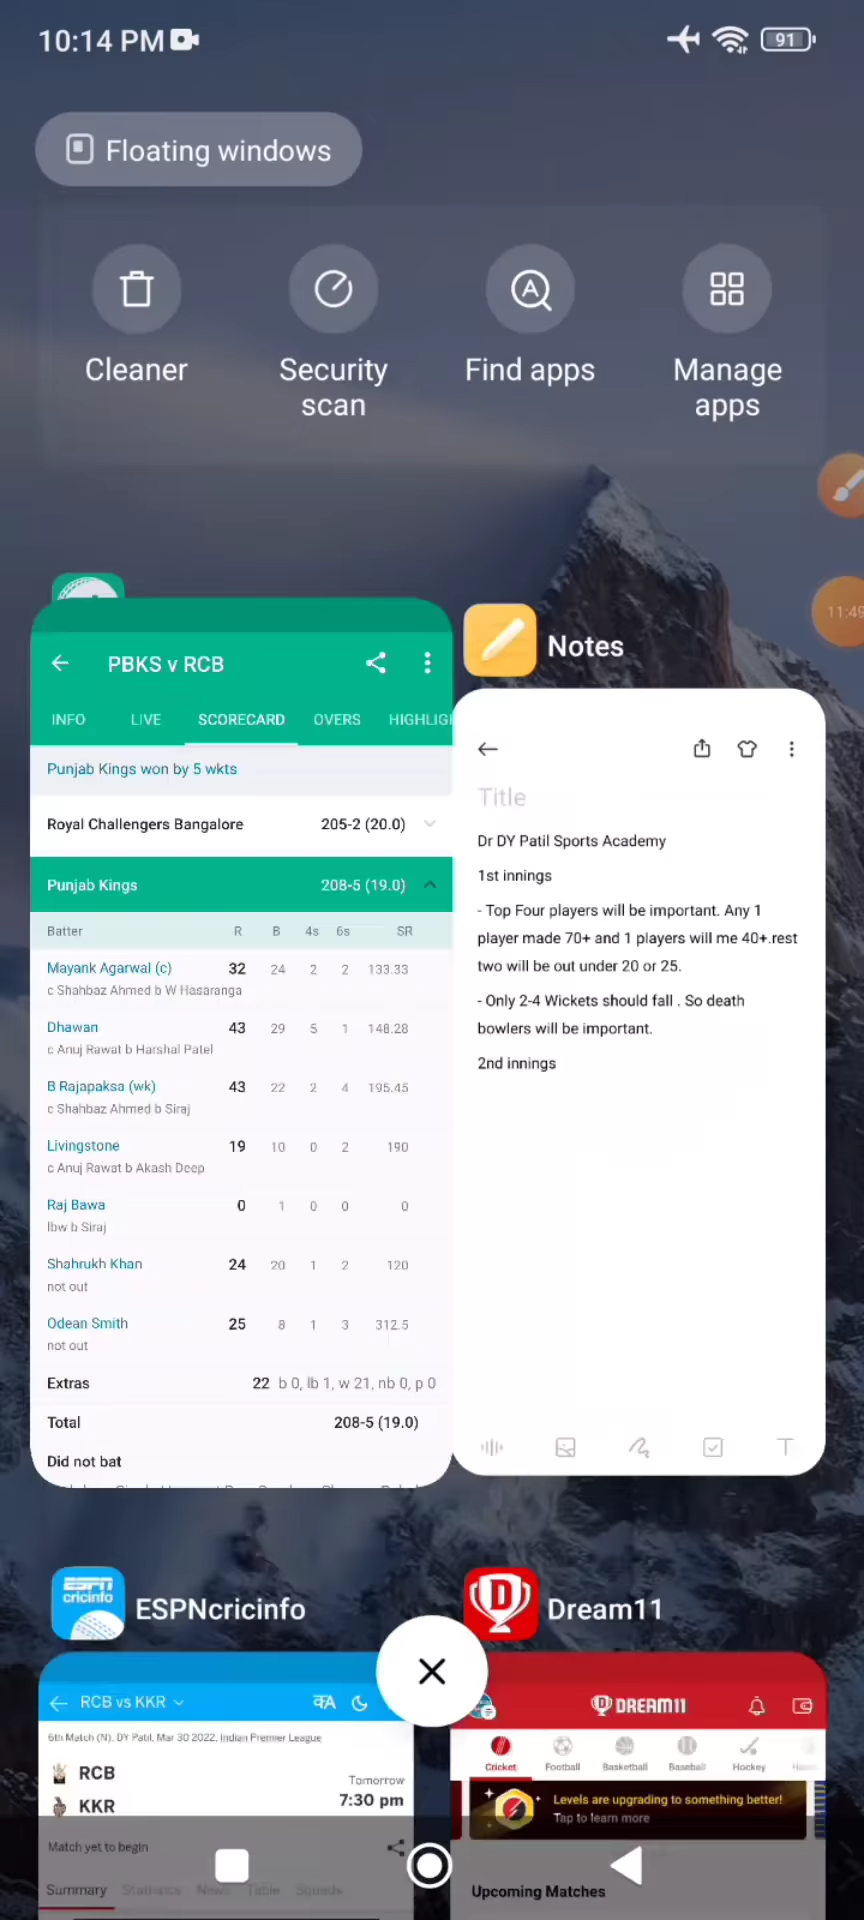 10:14 PM 91
Floating windows
Cleaner
Security scan
Find apps
Manage apps
11:49
PBKS v RCB
INFO LIVE SCORECARD OVERS HIGHLIG
Punjab Kings won by 5 wkts
Royal Challengers Bangalore 205-2 (20.0)
Punjab Kings 208-5 (19.0)
Batter R B 4s 6s SR
Mayank Agarwal (c) 32 24 2 2 133.33
c Shahbaz Ahmed b W Hasaranga
Dhawan 43 29 5 1 148.28
c Anuj Rawat b Harshal Patel
B Rajapaksa (wk) 43 22 2 4 195.45
c Shahbaz Ahmed b Siraj
Livingstone 19 10 0 2 190
c Anuj Rawat b Akash Deep
Raj Bawa 0 1 0 0 0
lbw b Siraj
Shahrukh Khan 24 20 1 2 120
not out
Odean Smith 25 8 1 3 312.5
not out
Extras 22 b 0, lb 1, w 21, nb 0, p 0
Total 208-5 (19.0)
Did not bat
Notes
Title
Dr DY Patil Sports Academy
1st innings
- Top Four players will be important. Any 1
player made 70+ and 1 players will me 40+.rest
two will be out under 20 or 25.
- Only 2-4 Wickets should fall . So death
bowlers will be important.
2nd innings
T
ESPN
cricinfo
ESPNcricinfo
RCB vs KKR क A
6th Match (N), DY Patil, Mar 30 2022, Indian Premier League
RCB
KKR
Tomorrow
7:30 pm
Match yet to begin
Summary Statistics News Table Squads
D
Dream11
DREAM11
Cricket Football Basketball Baseball Hockey
Levels are upgrading to something better!
Tap to learn more
Upcoming Matches